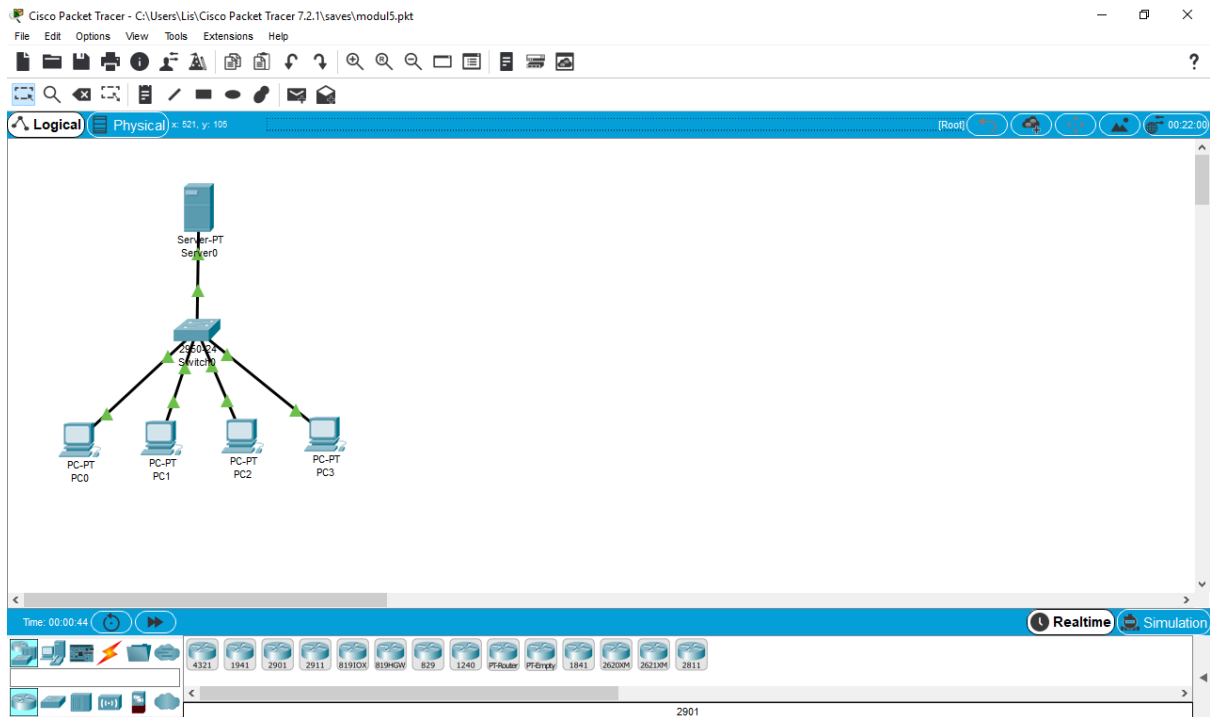 Cisco Packet Tracer - C:\Users\Lis\Cisco Packet Tracer 7.2.1\saves\modul5.pkt
File Edit Options View Tools Extensions Help
?
Logical Physical x: 521, y: 105 [Root] 00:22:00
Server-PT
Server0
2950-24
Switch0
PC-PT PC-PT PC-PT PC-PT
PC0 PC1 PC2 PC3
Time: 00:00:44 Realtime Simulation
4321 1941 2901 2911 819IOX 819HGW 829 1240 PT-Router PT-Empty 1841 2620XM 2621XM 2811
2901